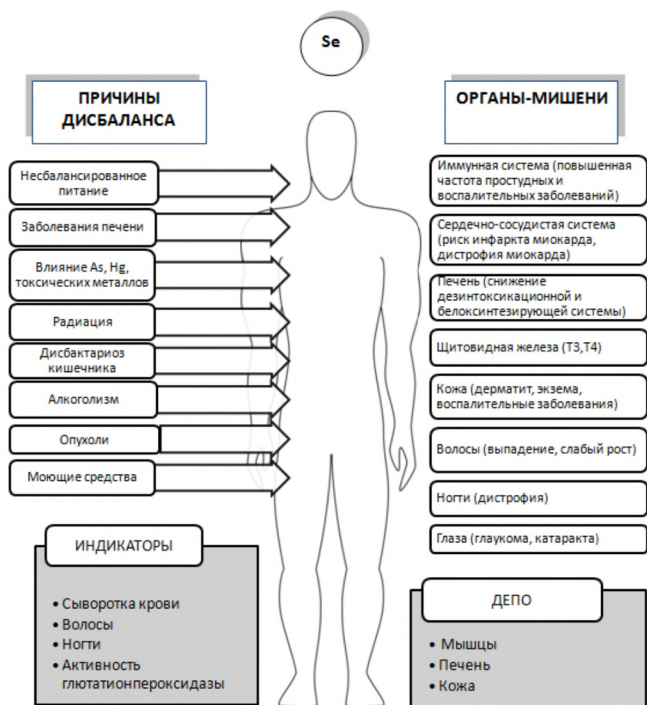 Se
ПРИЧИНЫ
ДИСБАЛАНСА
Несбалансированное
питание
Заболевания печени
Влияние As, Hg,
токсических металлов
Радиация
Дисбактариоз
кишечника
Алкоголизм
Опухоли
Моющие средства
ОРГАНЫ-МИШЕНИ
Иммунная система (повышенная
частота простудных и
воспалительных заболеваний)
Сердечно-сосудистая система
(риск инфаркта миокарда,
дистрофия миокарда)
Печень (снижение
дезинтоксикационной и
белоксинтезирующей системы)
Щитовидная железа (Т3,Т4)
Кожа (дерматит, экзема,
воспалительные заболевания)
Волосы (выпадение, слабый рост)
Ногти (дистрофия)
Глаза (глаукома, катаракта)
ИНДИКАТОРЫ
• Сыворотка крови
• Волосы
• Ногти
• Активность
глютатионпероксидазы
ДЕПО
• Мышцы
• Печень
• Кожа